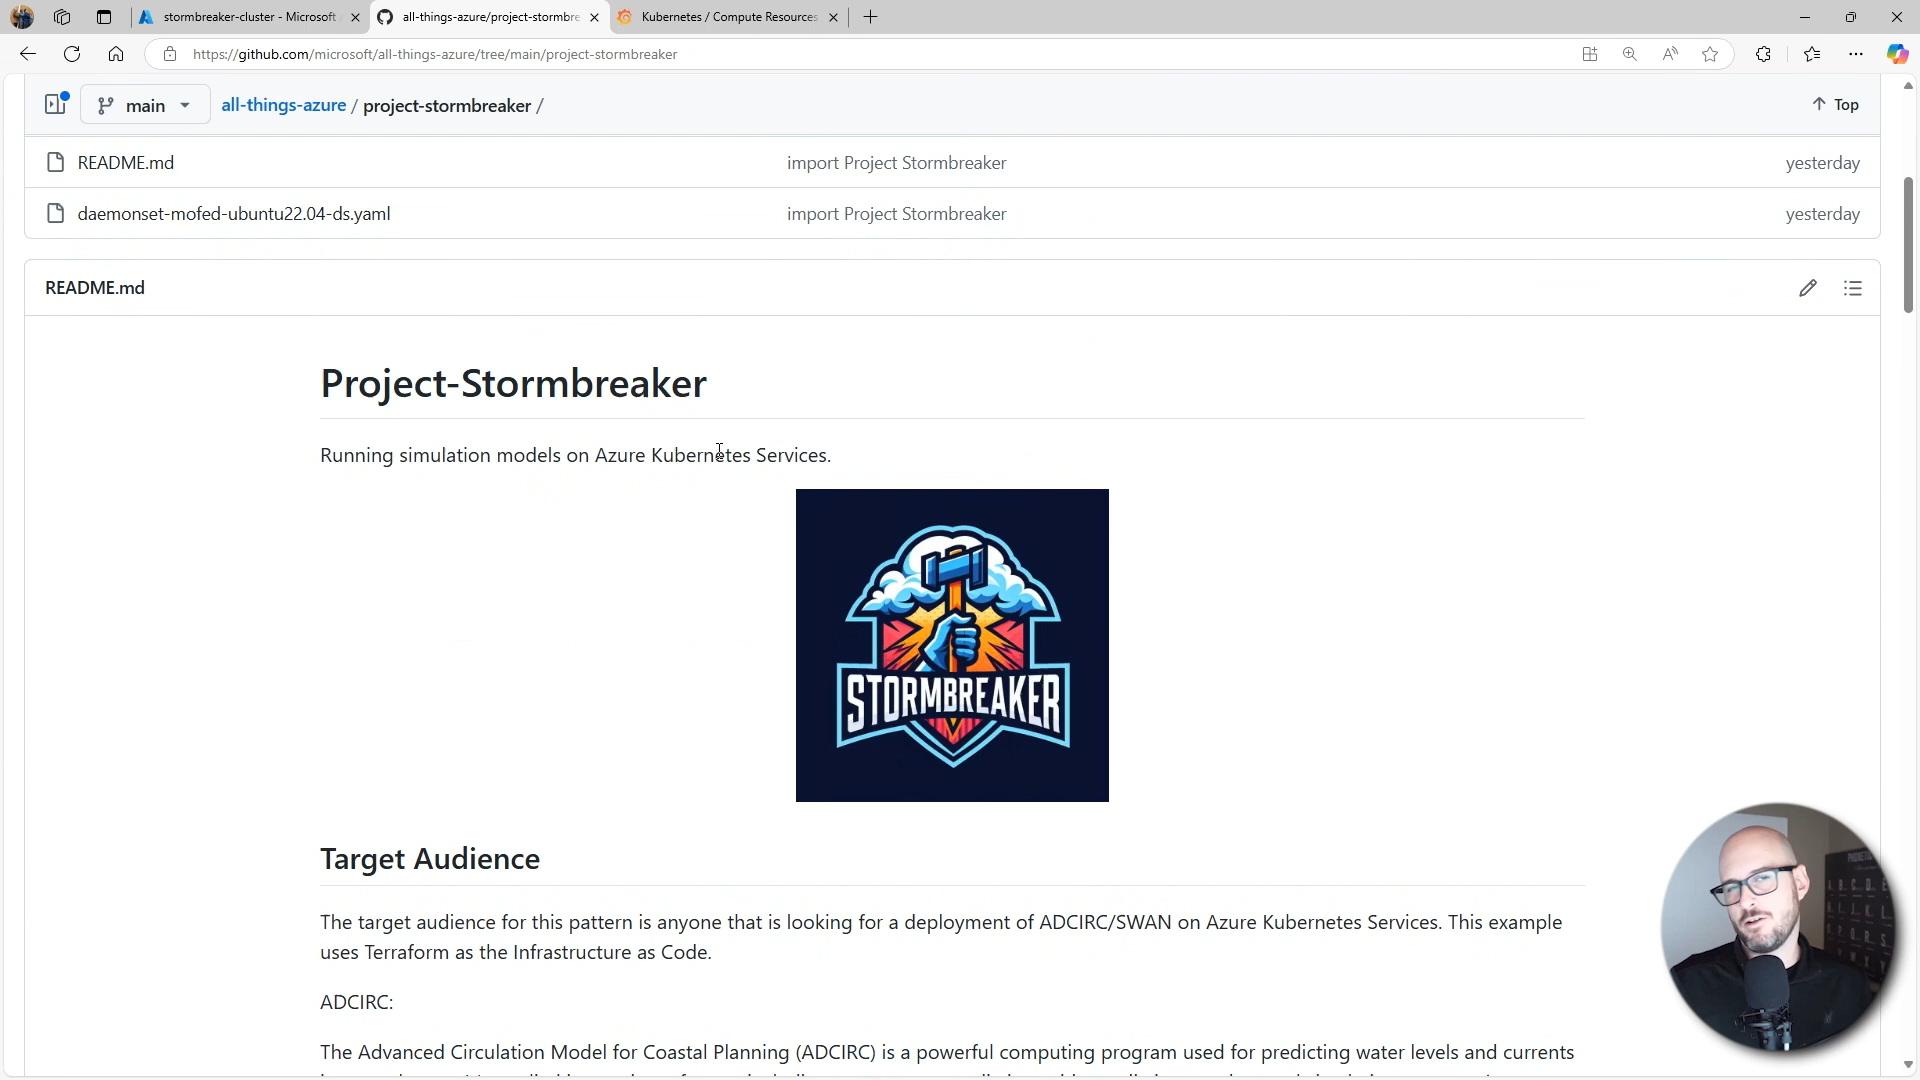 stormbreaker-cluster - Microsoft
all-things-azure/project-stormbre
Kubernetes / Compute Resources
https://github.com/microsoft/all-things-azure/tree/main/project-stormbreaker
main
all-things-azure / project-stormbreaker /
Top
README.md
import Project Stormbreaker
yesterday
daemonset-mofed-ubuntu22.04-ds.yaml
import Project Stormbreaker
yesterday
README.md
Project-Stormbreaker
Running simulation models on Azure Kubernetes Services.
STORMBREAKER
Target Audience
The target audience for this pattern is anyone that is looking for a deployment of ADCIRC/SWAN on Azure Kubernetes Services. This example
uses Terraform as the Infrastructure as Code.
ADCIRC:
The Advanced Circulation Model for Coastal Planning (ADCIRC) is a powerful computing program used for predicting water levels and currents